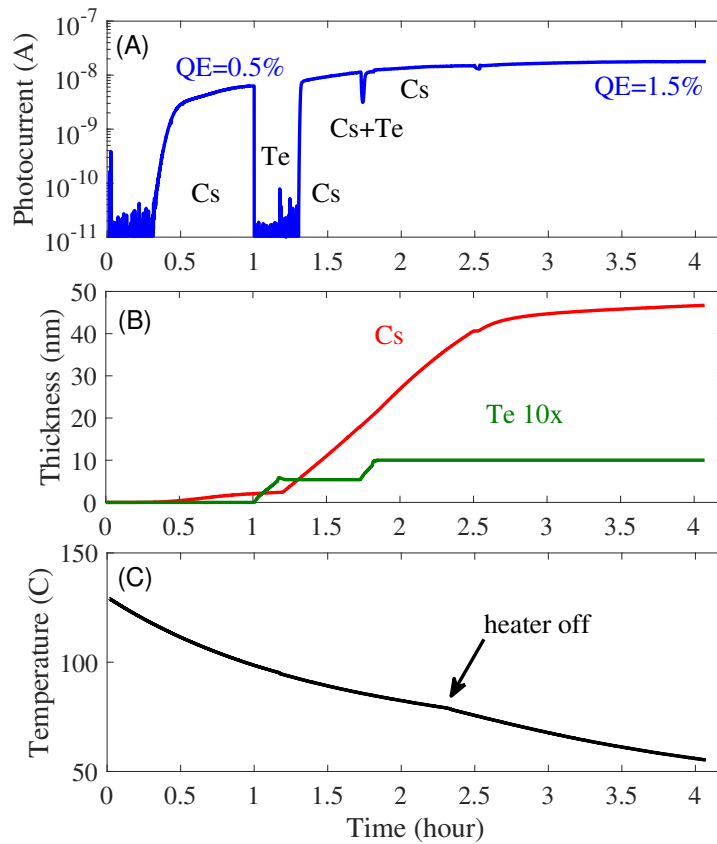 10^-7
(A)
QE=0.5%
10^-8
Cs
QE=1.5%
Cs+Te
10^-9
Te
10^-10
Cs
Cs
10^-11
Photocurrent (A)
0 0.5 1 1.5 2 2.5 3 3.5 4
50
(B)
Cs
40
30
Te 10x
20
10
0
Thickness (nm)
0 0.5 1 1.5 2 2.5 3 3.5 4
150
(C)
heater off
100
50
Temperature (C)
0 0.5 1 1.5 2 2.5 3 3.5 4
Time (hour)